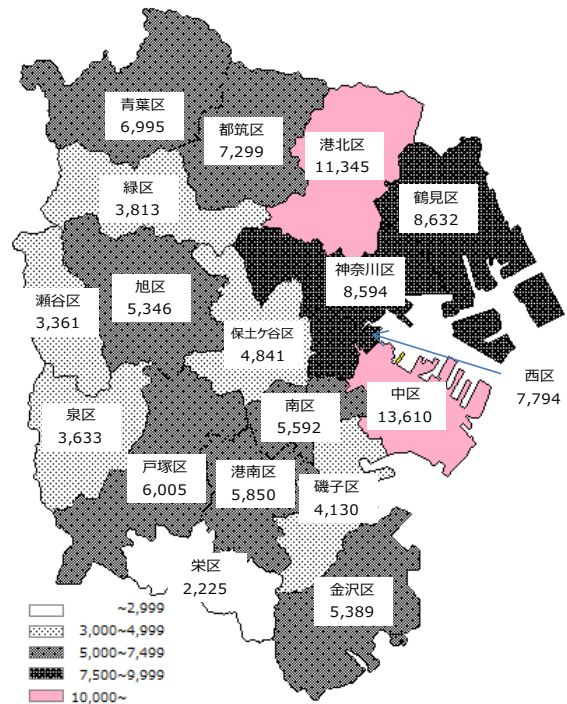 青葉区
6,995
都筑区
7,299
港北区
11,345
鶴見区
8,632
緑区
3,813
神奈川区
8,594
旭区
5,346
瀬谷区
3,361
保土ケ谷区
4,841
西区
7,794
中区
13,610
南区
5,592
泉区
3,633
戸塚区
6,005
港南区
5,850
磯子区
4,130
栄区
2,225
金沢区
5,389
~2,999
3,000~4,999
5,000~7,499
7,500~9,999
10,000~